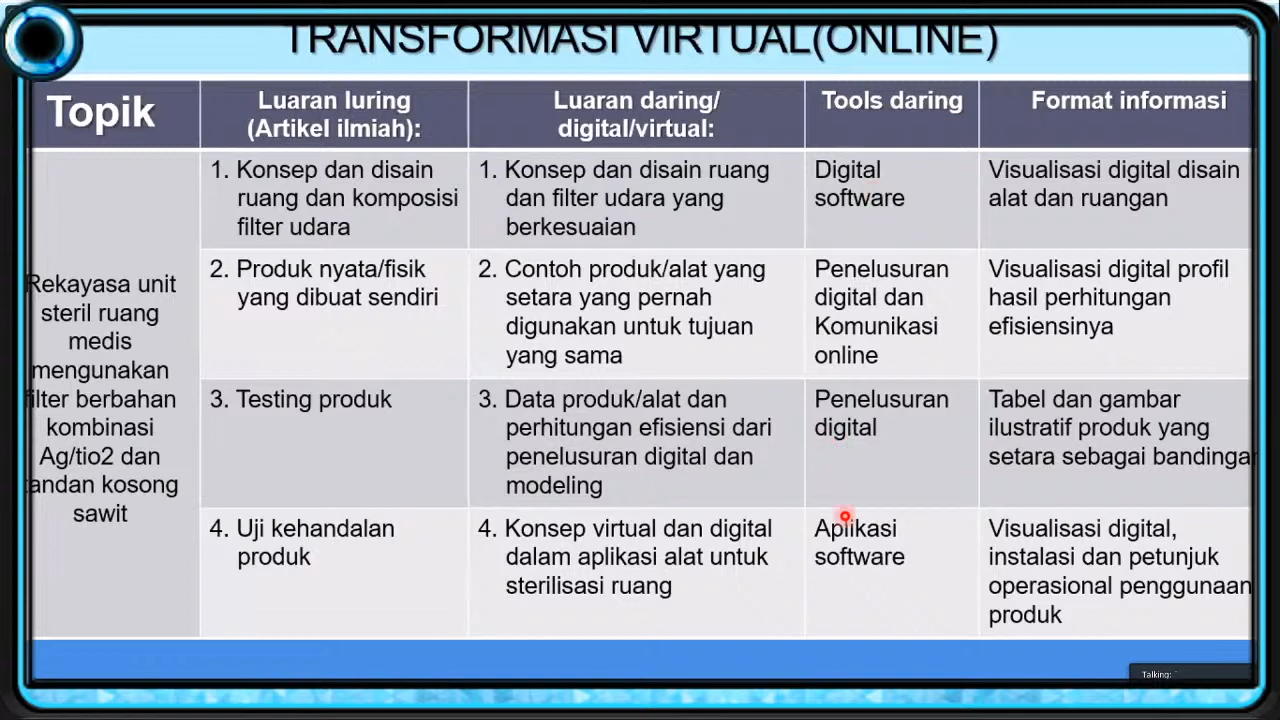 TRANSFORMASI VIRTUAL(ONLINE)
Topik
Luaran luring
(Artikel ilmiah):
Luaran daring/
digital/virtual:
Tools daring
Format informasi
Rekayasa unit
steril ruang
medis
mengunakan
filter berbahan
kombinasi
Ag/tio2 dan
tandan kosong
sawit
1. Konsep dan disain
ruang dan komposisi
filter udara
1. Konsep dan disain ruang
dan filter udara yang
berkesuaian
Digital
software
Visualisasi digital disain
alat dan ruangan
2. Produk nyata/fisik
yang dibuat sendiri
2. Contoh produk/alat yang
setara yang pernah
digunakan untuk tujuan
yang sama
Penelusuran
digital dan
Komunikasi
online
Visualisasi digital profil
hasil perhitungan
efisiensinya
3. Testing produk
3. Data produk/alat dan
perhitungan efisiensi dari
penelusuran digital dan
modeling
Penelusuran
digital
Tabel dan gambar
ilustratif produk yang
setara sebagai bandingan
4. Uji kehandalan
produk
4. Konsep virtual dan digital
dalam aplikasi alat untuk
sterilisasi ruang
Aplikasi
software
Visualisasi digital,
instalasi dan petunjuk
operasional penggunaan
produk
Talking: